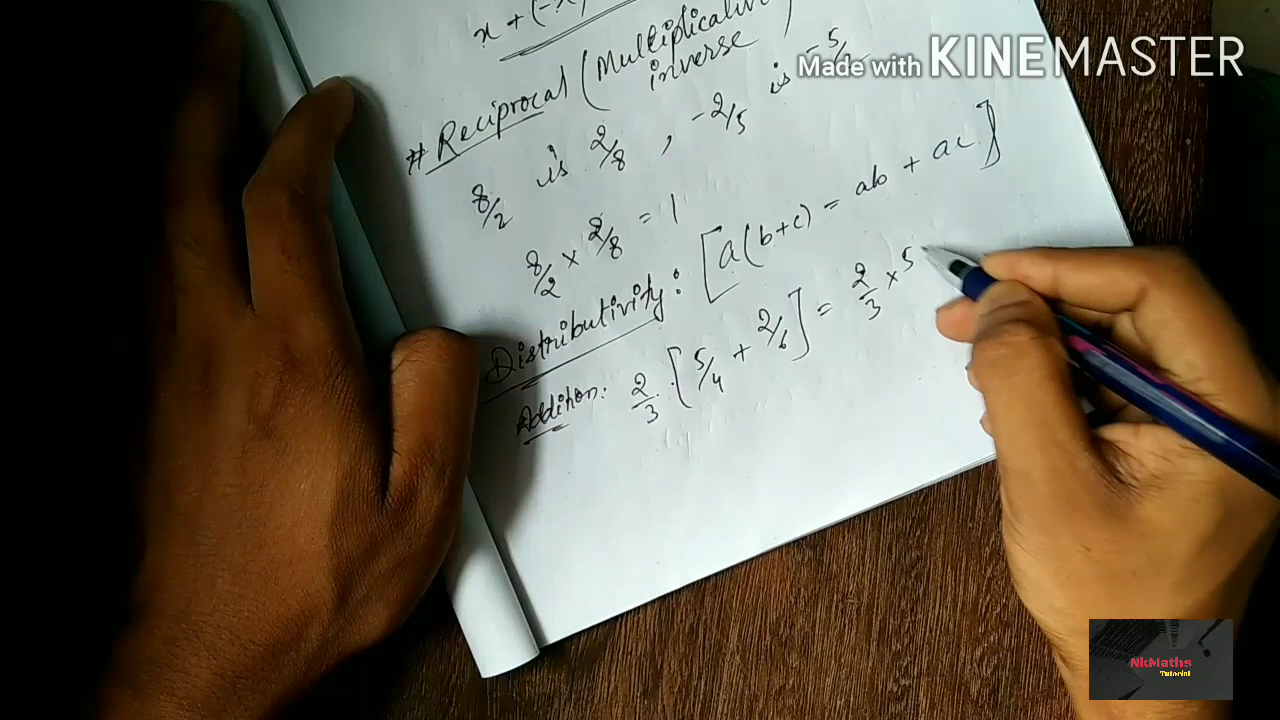 x + (-x)
Made with KINEMASTER
# Reciprocal (Multiplicative
inverse)
8/2 is 2/8 , -2/5 is -5/2
8/2 × 2/8 = 1
Distributivity: [a(b+c) = ab + ac]
Addition: 2/3 · [5/4 + 2/6] = 2/3 × 5
NkMaths
Tutorial